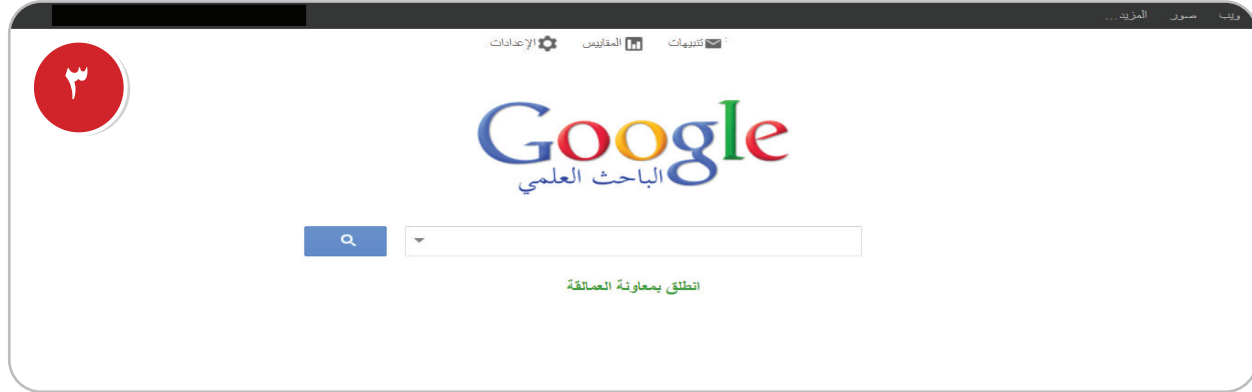 ويب صور المزيد...
تنبيهات المقاييس الإعدادات
٣
Google
الباحث العلمي
انطلق بمعاونة العمالقة